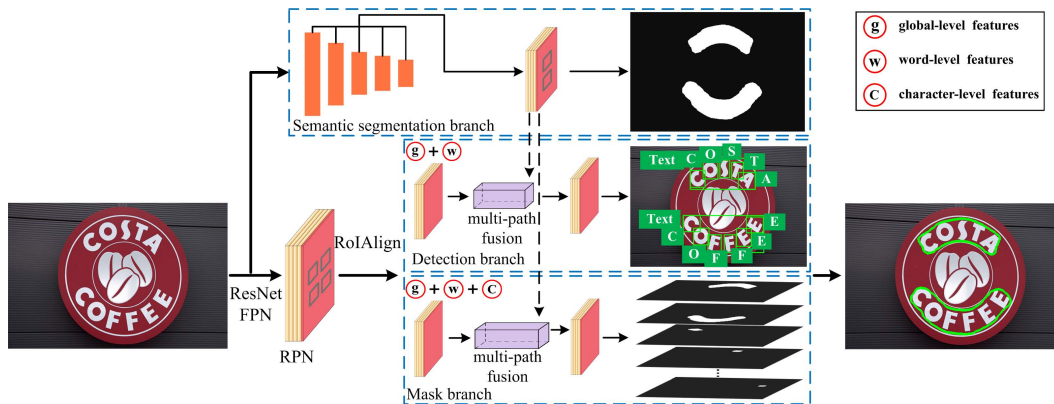 g global-level features
w word-level features
C character-level features
Semantic segmentation branch
g + w
multi-path
fusion
Detection branch
Text C O S T A
Text C O F F E E
COSTA
COFFEE
ResNet
FPN
RoIAlign
RPN
g + w + C
multi-path
fusion
Mask branch
COSTA
COFFEE
COSTA
COFFEE